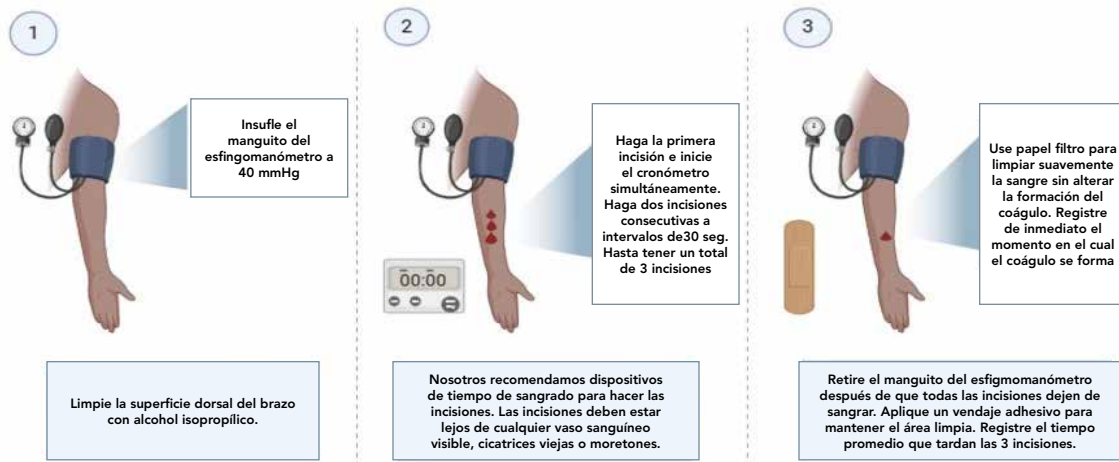 1
Insufle el
manguito del
esfingomanómetro a
40 mmHg
Limpie la superficie dorsal del brazo
con alcohol isopropílico.
2
Haga la primera
incisión e inicie
el cronómetro
simultáneamente.
Haga dos incisiones
consecutivas a
intervalos de30 seg.
Hasta tener un total
de 3 incisiones
00:00
Nosotros recomendamos dispositivos
de tiempo de sangrado para hacer las
incisiones. Las incisiones deben estar
lejos de cualquier vaso sanguíneo
visible, cicatrices viejas o moretones.
3
Use papel filtro para
limpiar suavemente
la sangre sin alterar
la formación del
coágulo. Registre
de inmediato el
momento en el cual
el coágulo se forma
Retire el manguito del esfigmomanómetro
después de que todas las incisiones dejen de
sangrar. Aplique un vendaje adhesivo para
mantener el área limpia. Registre el tiempo
promedio que tardan las 3 incisiones.